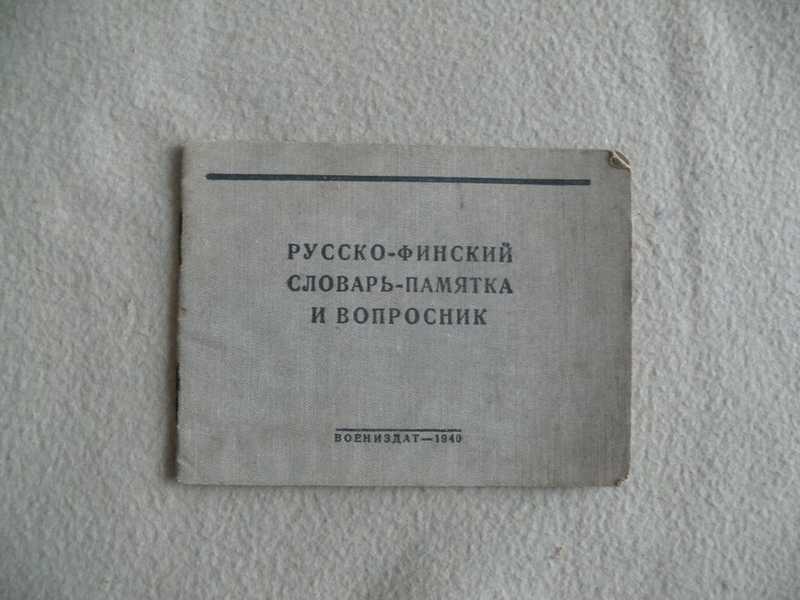 РУССКО-ФИНСКИЙ
СЛОВАРЬ-ПАМЯТКА
И ВОПРОСНИК
ВОЕНИЗДАТ—1940